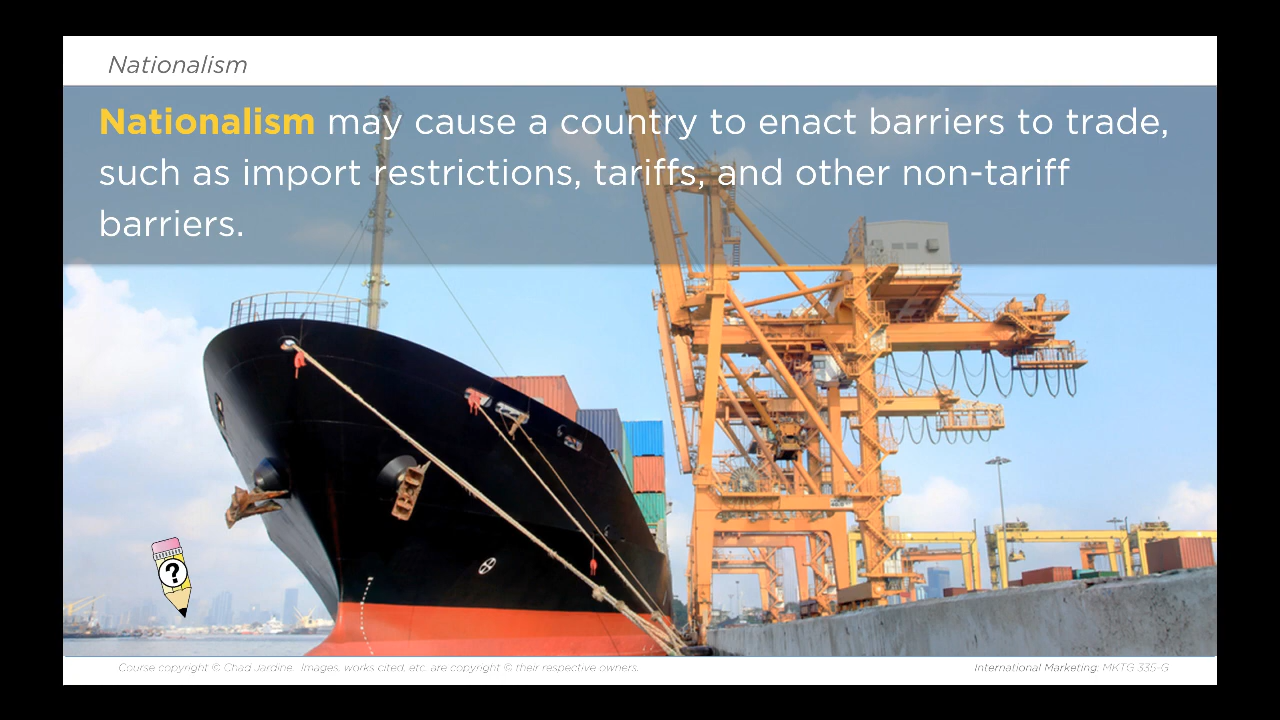 Nationalism
Nationalism may cause a country to enact barriers to trade,
such as import restrictions, tariffs, and other non-tariff
barriers.
?
Course copyright © Chad Jardine. Images, works cited, etc. are copyright © their respective owners.
International Marketing: MKTG 335-G